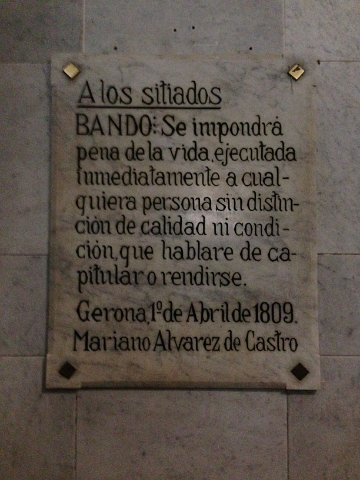 A los sitiados
BANDO: Se impondrá
pena de la vida, ejecutada
inmediatamente a cual-
quiera persona sin distin-
ción de calidad ni condi-
ción, que hablare de ca-
pitular o rendirse.
Gerona, 1º de Abril de 1809.
Mariano Alvarez de Castro